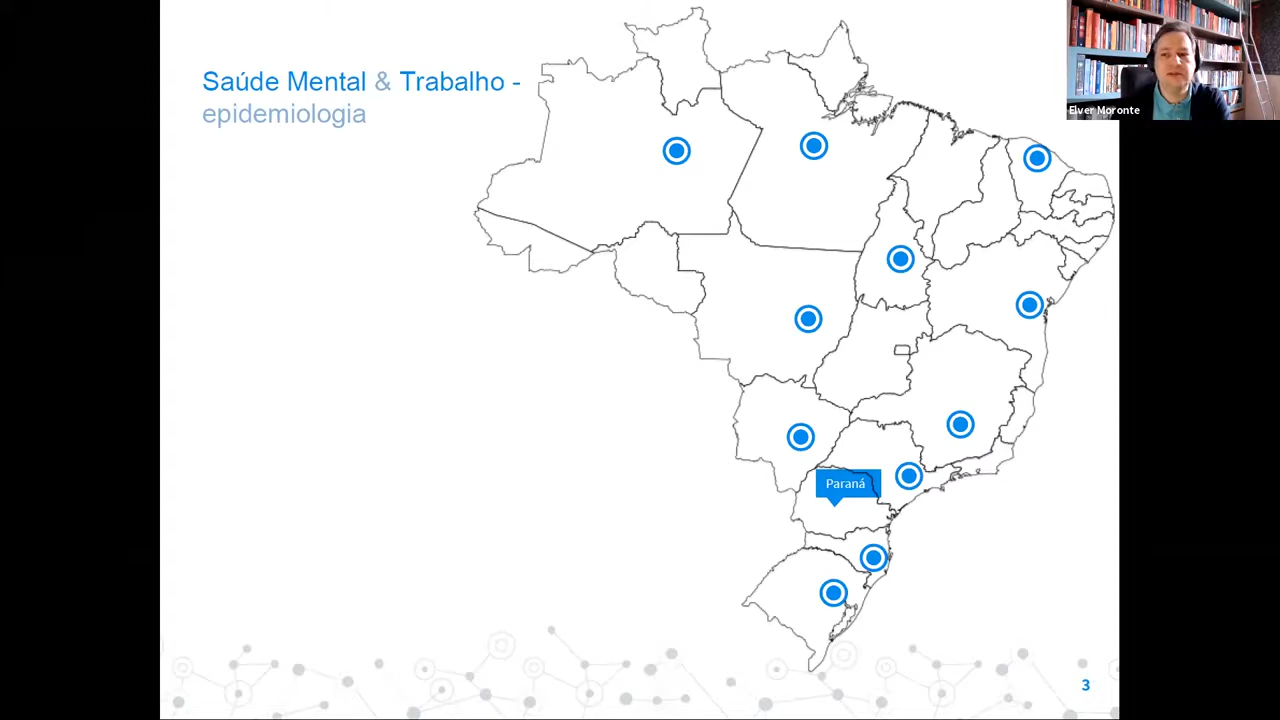 Saúde Mental & Trabalho -
epidemiologia
Elver Moronte
Paraná
3